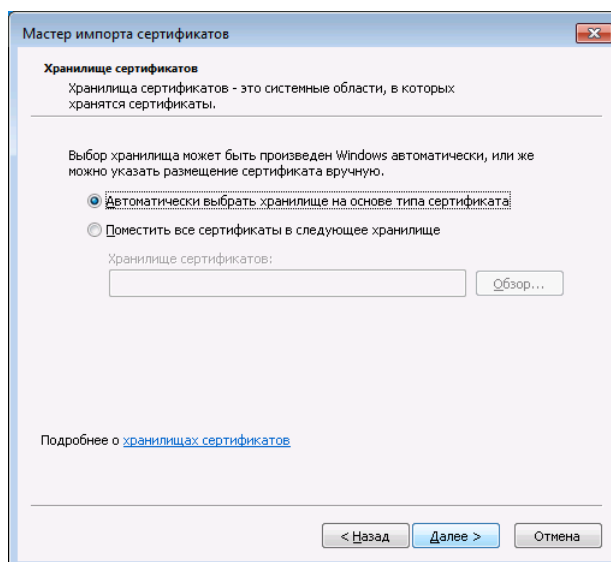 Мастер импорта сертификатов
Хранилище сертификатов
Хранилища сертификатов - это системные области, в которых
хранятся сертификаты.
Выбор хранилища может быть произведен Windows автоматически, или же
можно указать размещение сертификата вручную.
Автоматически выбрать хранилище на основе типа сертификата
Поместить все сертификаты в следующее хранилище
Хранилище сертификатов:
Обзор...
Подробнее о хранилищах сертификатов
< Назад Далее > Отмена